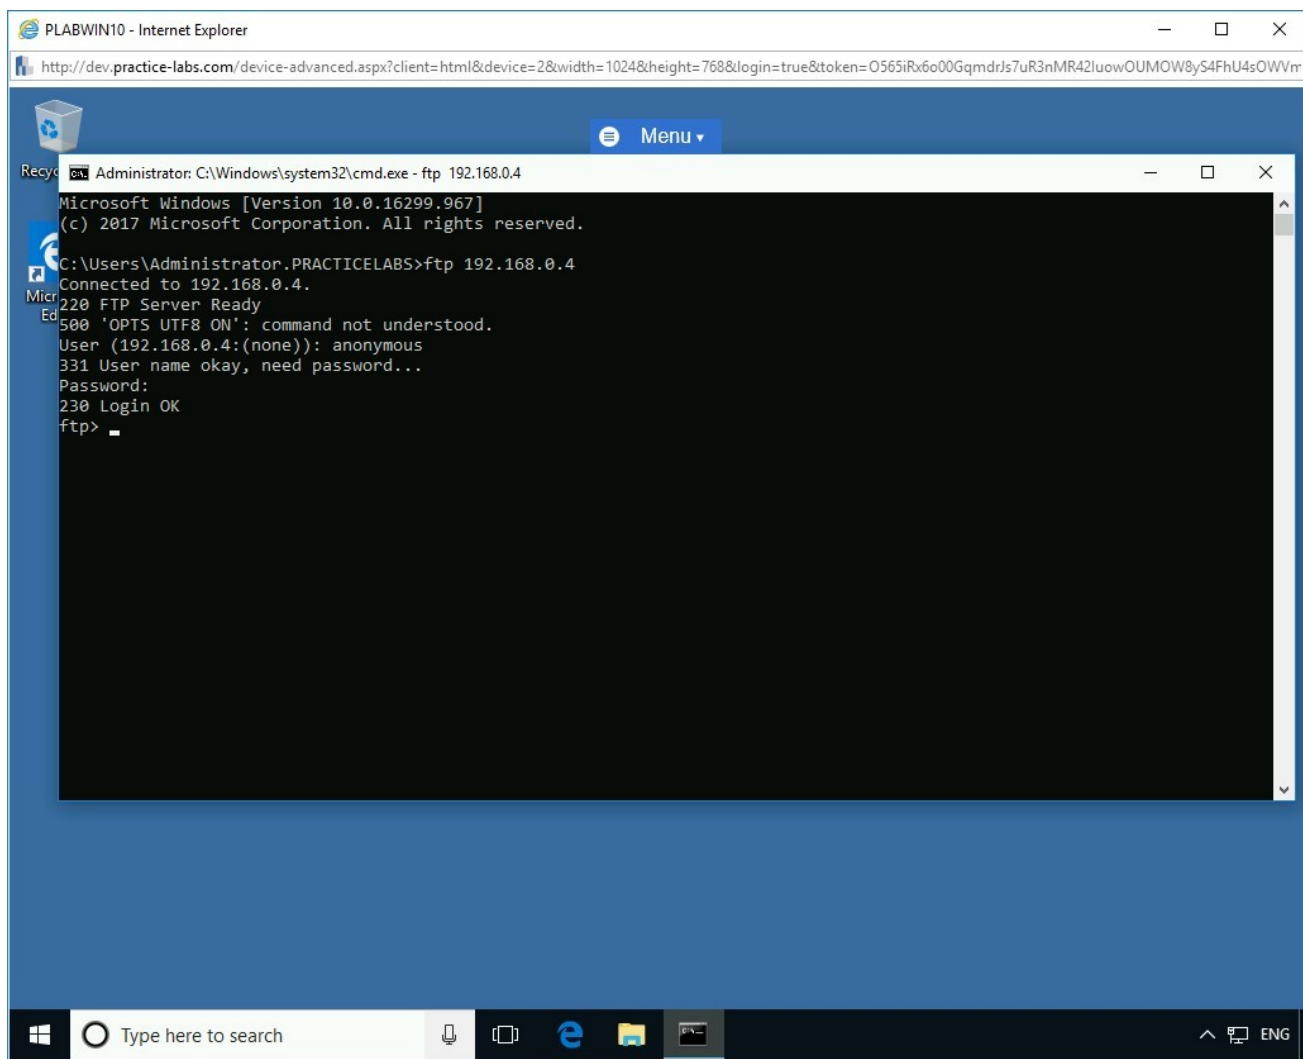 PLABWIN10 - Internet Explorer
http://dev.practice-labs.com/device-advanced.aspx?client=html&device=2&width=1024&height=768&login=true&token=O565iRx6o00GqmdrJs7uR3nMR42IuowOUMOW8yS4FhU4sOWVm
Menu
Recyc
Administrator: C:\Windows\system32\cmd.exe - ftp  192.168.0.4
Microsoft Windows [Version 10.0.16299.967]
(c) 2017 Microsoft Corporation. All rights reserved.
C:\Users\Administrator.PRACTICELABS>ftp 192.168.0.4
Connected to 192.168.0.4.
Micr
220 FTP Server Ready
Ed
500 'OPTS UTF8 ON': command not understood.
User (192.168.0.4:(none)): anonymous
331 User name okay, need password...
Password:
230 Login OK
ftp>
Type here to search
ENG